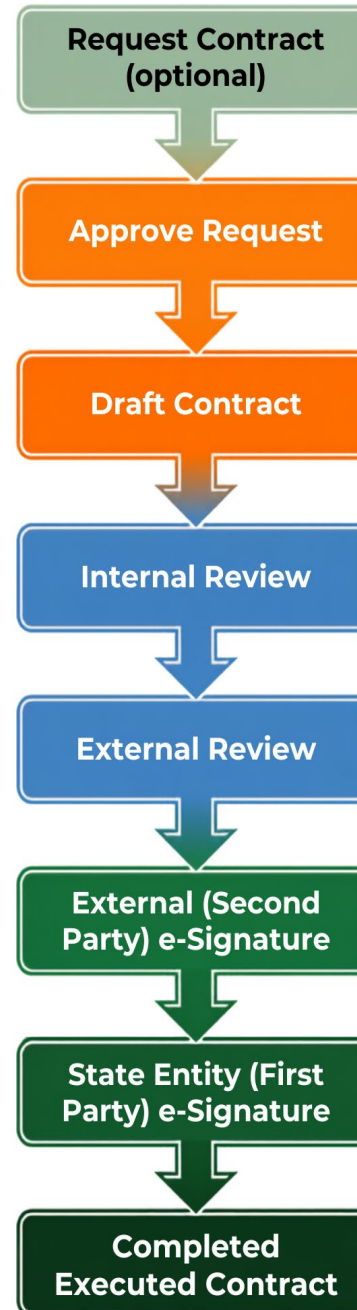 Request Contract
(optional)
Approve Request
Draft Contract
Internal Review
External Review
External (Second
Party) e-Signature
State Entity (First
Party) e-Signature
Completed
Executed Contract